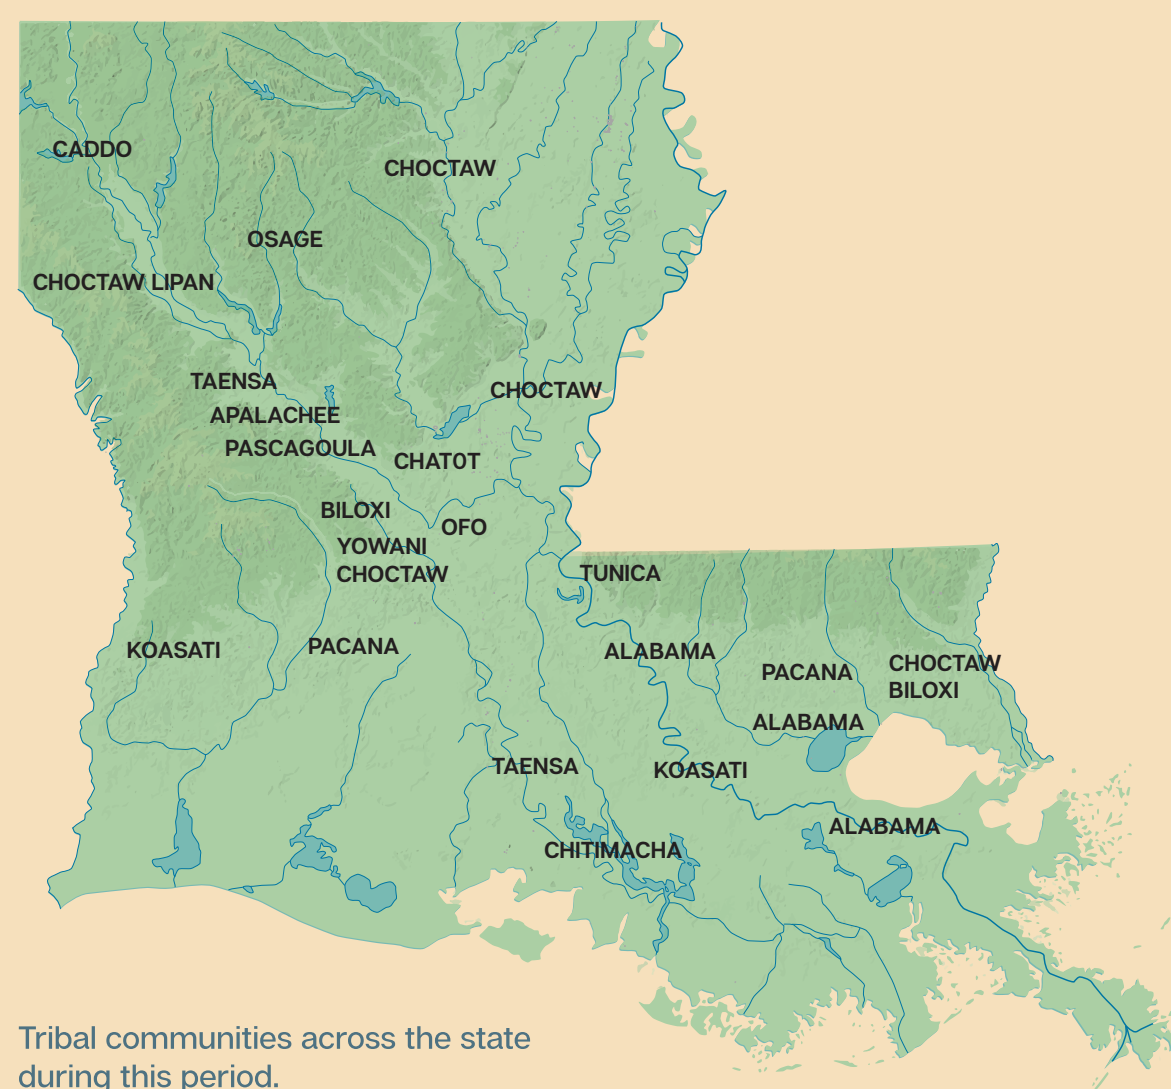 CADDO
CHOCTAW
OSAGE
CHOCTAW LIPAN
TAENSA
CHOCTAW
APALACHEE
PASCAGOULA
CHAT0T
BILOXI
OFO
YOWANI
CHOCTAW
TUNICA
KOASATI
PACANA
ALABAMA
PACANA
CHOCTAW
BILOXI
ALABAMA
TAENSA
KOASATI
ALABAMA
CHITIMACHA
Tribal communities across the state
during this period.